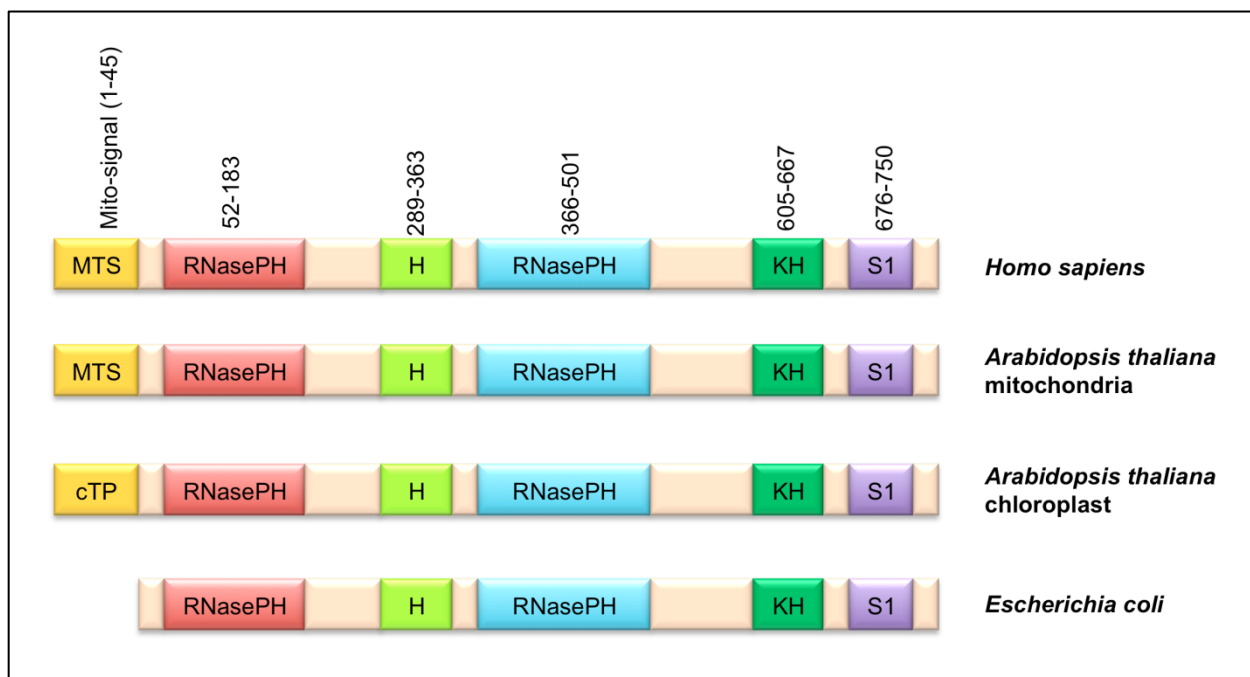 Mito-signal (1-45)
52-183
289-363
366-501
605-667
676-750
MTS RNasePH H RNasePH KH S1 Homo sapiens
MTS RNasePH H RNasePH KH S1 Arabidopsis thaliana
mitochondria
cTP RNasePH H RNasePH KH S1 Arabidopsis thaliana
chloroplast
RNasePH H RNasePH KH S1 Escherichia coli